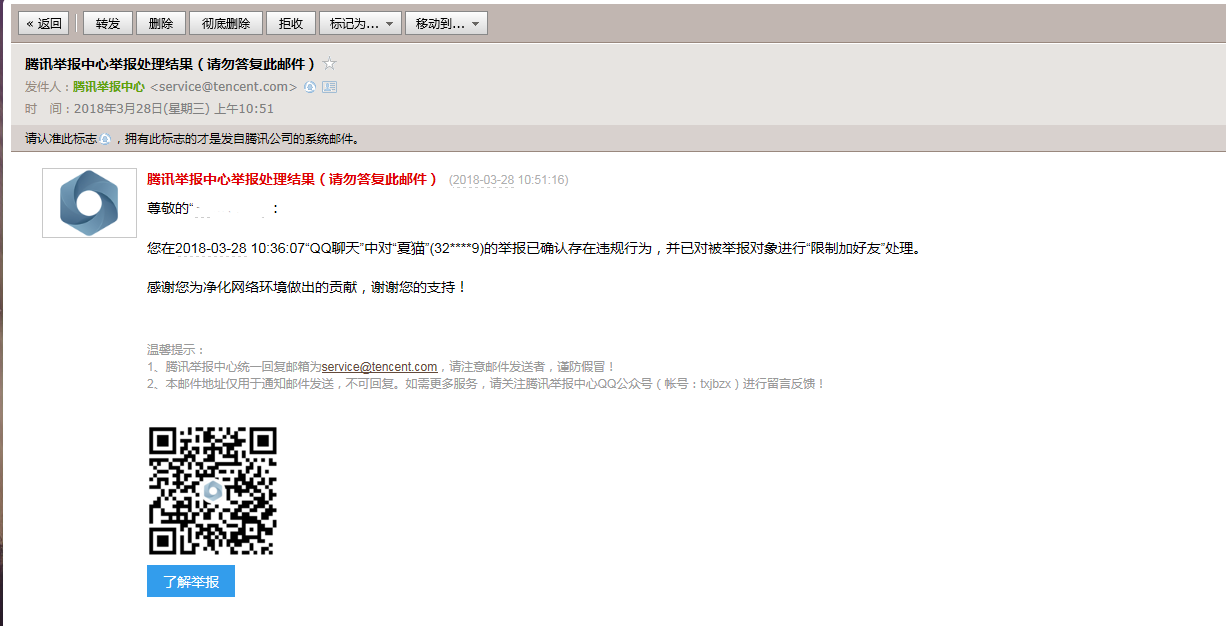 « 返回 转发 删除 彻底删除 拒收 标记为... 移动到...
腾讯举报中心举报处理结果（请勿答复此邮件）
发件人：腾讯举报中心 <service@tencent.com>
时 间：2018年3月28日(星期三) 上午10:51
请认准此标志 ，拥有此标志的才是发自腾讯公司的系统邮件。
腾讯举报中心举报处理结果（请勿答复此邮件） (2018-03-28 10:51:16)
尊敬的“ ：
您在2018-03-28 10:36:07“QQ聊天”中对“夏猫”(32****9)的举报已确认存在违规行为，并已对被举报对象进行“限制加好友”处理。
感谢您为净化网络环境做出的贡献，谢谢您的支持！
温馨提示：
1、腾讯举报中心统一回复邮箱为service@tencent.com，请注意邮件发送者，谨防假冒！
2、本邮件地址仅用于通知邮件发送，不可回复。如需更多服务，请关注腾讯举报中心QQ公众号（帐号：txjbzx）进行留言反馈！
了解举报